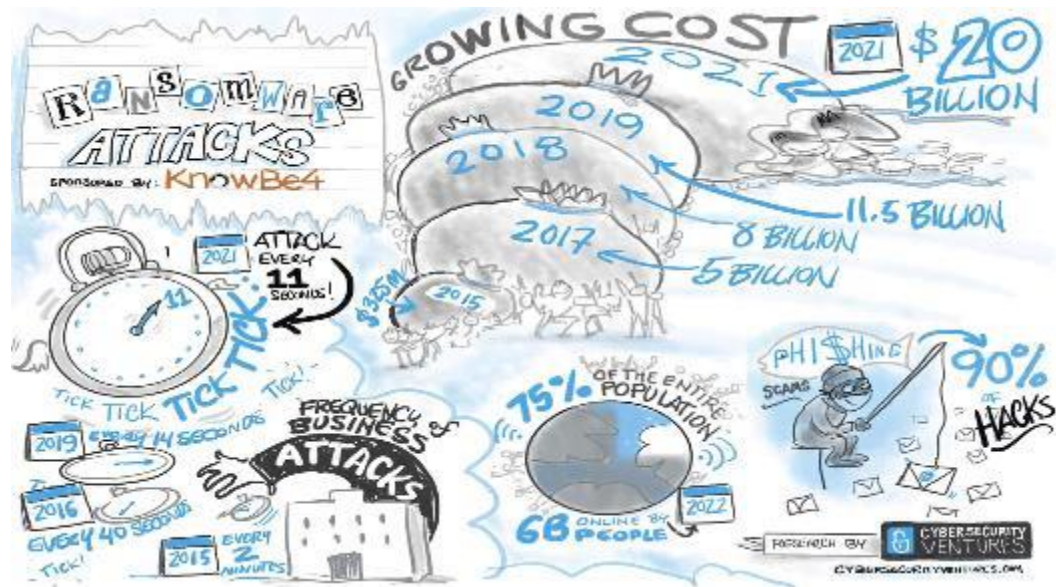 RaNSOmWare
ATTACKS
SPONSORED BY: KnowBe4
GROWING COST
2021
$20
BILLION
2021
2019
2018
2017
2015
11.5 BILLION
8 BILLION
5 BILLION
$325M
2021
ATTACK
EVERY
11
SECONDS!
11
TICK TICK TICK TICK
TICK!
2019
EVERY 14 SECONDS
2016
EVERY 40 SECONDS
TICK!
2015
EVERY
2
MINUTES
FREQUENCY of
BUSINESS
ATTACKS
75%
OF THE ENTIRE
POPULATION
6B ONLINE BY
PEOPLE
2022
PHI$HING
SCAMS
90%
OF
HACKS
RESEARCH BY
CYBERSECURITY
VENTURES
CYBERSECURITYVENTURES.COM